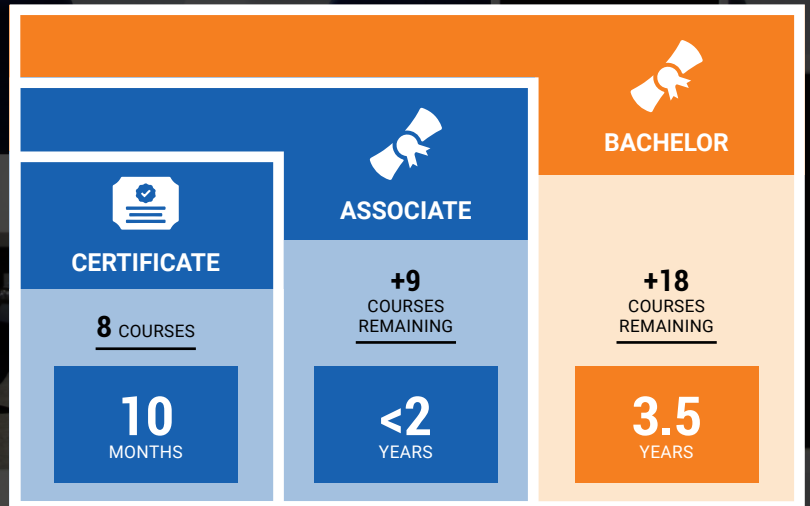 CERTIFICATE
8 COURSES
10
MONTHS
ASSOCIATE
+9
COURSES
REMAINING
<2
YEARS
BACHELOR
+18
COURSES
REMAINING
3.5
YEARS